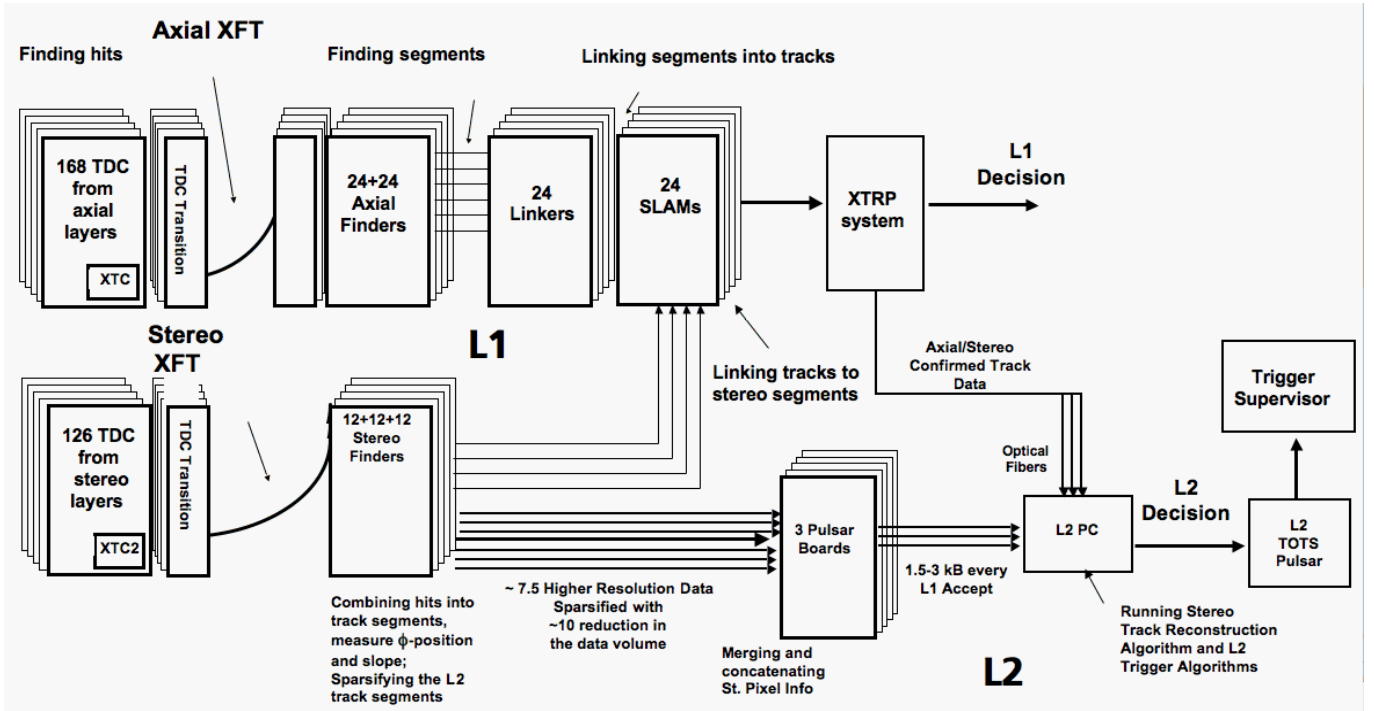 Axial XFT
Finding hits
Finding segments
Linking segments into tracks
168 TDC
from
axial
layers
XTC
TDC Transition
24+24
Axial
Finders
24
Linkers
24
SLAMs
XTRP
system
L1
Decision
Stereo
XFT
L1
Linking tracks to
stereo segments
Axial/Stereo
Confirmed Track
Data
Trigger
Supervisor
126 TDC
from
stereo
layers
XTC2
TDC Transition
12+12+12
Stereo
Finders
Optical
Fibers
3 Pulsar
Boards
L2 PC
L2
Decision
L2
TOTS
Pulsar
1.5-3 kB every
L1 Accept
~ 7.5 Higher Resolution Data
Sparsified with
~10 reduction in
the data volume
Combining hits into
track segments,
measure ϕ-position
and slope;
Sparsifying the L2
track segments
Merging and
concatenating
St. Pixel Info
L2
Running Stereo
Track Reconstruction
Algorithm and L2
Trigger Algorithms